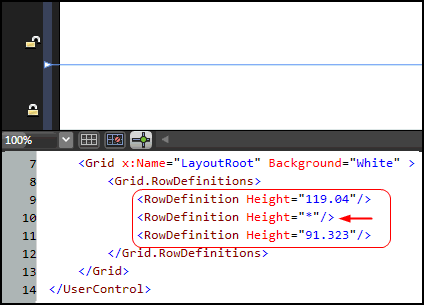 100%
7 <Grid x:Name="LayoutRoot" Background="White" >
8 <Grid.RowDefinitions>
9 <RowDefinition Height="119.04"/>
10 <RowDefinition Height="*"/>
11 <RowDefinition Height="91.323"/>
12 </Grid.RowDefinitions>
13 </Grid>
14 </UserControl>